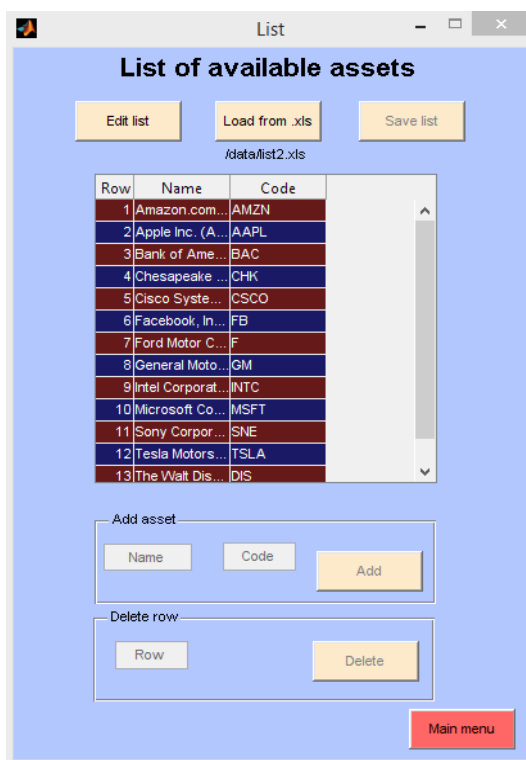 List
List of available assets
Edit list Load from .xls Save list
/data/list2.xls
Row Name Code
1 Amazon.com... AMZN
2 Apple Inc. (A... AAPL
3 Bank of Ame... BAC
4 Chesapeake ... CHK
5 Cisco Syste... CSCO
6 Facebook, In... FB
7 Ford Motor C... F
8 General Moto... GM
9 Intel Corporat... INTC
10 Microsoft Co... MSFT
11 Sony Corpor... SNE
12 Tesla Motors... TSLA
13 The Walt Dis... DIS
Add asset
Name Code Add
Delete row
Row Delete
Main menu